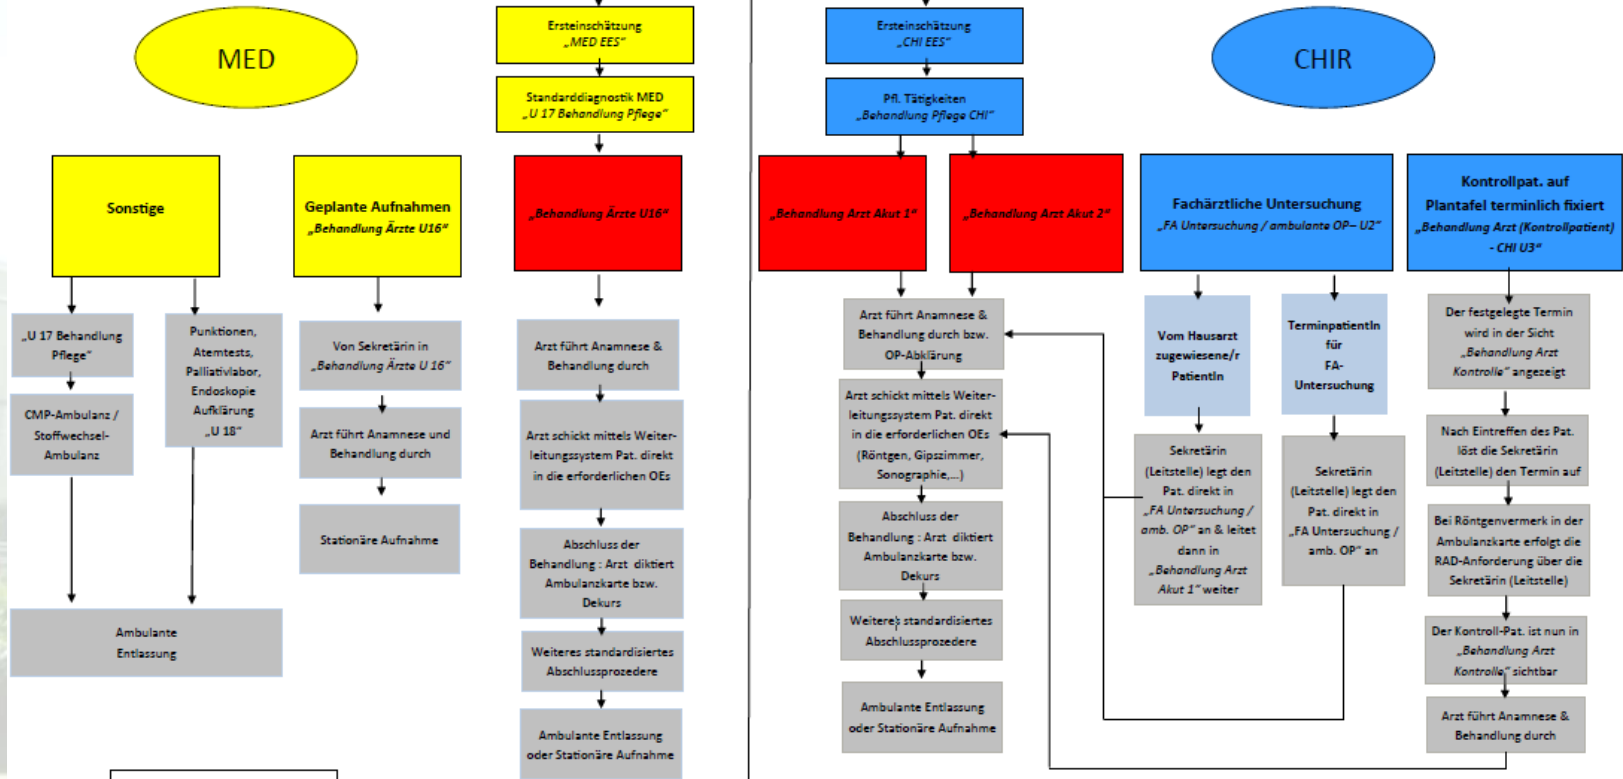 MED
Ersteinschätzung
„MED EES“
Standarddiagnostik MED
„U 17 Behandlung Pflege“
Sonstige
Geplante Aufnahmen
„Behandlung Ärzte U16“
„Behandlung Ärzte U16“
„U 17 Behandlung
Pflege“
CMP-Ambulanz /
Stoffwechsel-
Ambulanz
Punktionen,
Atemtests,
Palliativlabor,
Endoskopie
Aufklärung
„U 18“
Ambulante
Entlassung
Von Sekretärin in
„Behandlung Ärzte U 16“
Arzt führt Anamnese und
Behandlung durch
Stationäre Aufnahme
Arzt führt Anamnese &
Behandlung durch
Arzt schickt mittels Weiter-
leitungssystem Pat. direkt
in die erforderlichen OEs
Abschluss der
Behandlung : Arzt diktiert
Ambulanzkarte bzw.
Dekurs
Weiteres standardisiertes
Abschlussprozedere
Ambulante Entlassung
oder Stationäre Aufnahme
CHIR
Ersteinschätzung
„CHI EES“
Pfl. Tätigkeiten
„Behandlung Pflege CHI“
„Behandlung Arzt Akut 1“
„Behandlung Arzt Akut 2“
Arzt führt Anamnese &
Behandlung durch bzw.
OP-Abklärung
Arzt schickt mittels Weiter-
leitungssystem Pat. direkt
in die erforderlichen OEs
(Röntgen, Gipszimmer,
Sonographie,...)
Abschluss der
Behandlung : Arzt diktiert
Ambulanzkarte bzw.
Dekurs
Weiteres standardisiertes
Abschlussprozedere
Ambulante Entlassung
oder Stationäre Aufnahme
Fachärztliche Untersuchung
„FA Untersuchung / ambulante OP– U2“
Vom Hausarzt
zugewiesene/r
PatientIn
Sekretärin
(Leitstelle) legt den
Pat. direkt in
„FA Untersuchung /
amb. OP“ an & leitet
dann in
„Behandlung Arzt
Akut 1“ weiter
TerminpatientIn
für
FA-
Untersuchung
Sekretärin
(Leitstelle) legt den
Pat. direkt in
„FA Untersuchung /
amb. OP“ an
Kontrollpat. auf
Plantafel terminlich fixiert
„Behandlung Arzt (Kontrollpatient)
- CHI U3“
Der festgelegte Termin
wird in der Sicht
„Behandlung Arzt
Kontrolle“ angezeigt
Nach Eintreffen des Pat.
löst die Sekretärin
(Leitstelle) den Termin auf
Bei Röntgenvermerk in der
Ambulanzkarte erfolgt die
RAD-Anforderung über die
Sekretärin (Leitstelle)
Der Kontroll-Pat. ist nun in
„Behandlung Arzt
Kontrolle“ sichtbar
Arzt führt Anamnese &
Behandlung durch